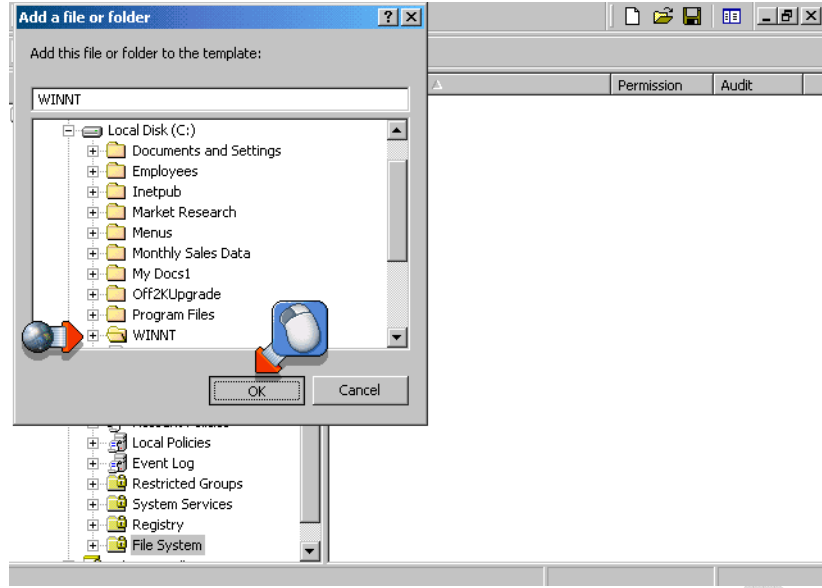 Add a file or folder
Add this file or folder to the template:
WINNT
Permission Audit
Local Disk (C:)
Documents and Settings
Employees
Inetpub
Market Research
Menus
Monthly Sales Data
My Docs1
Off2KUpgrade
Program Files
WINNT
OK Cancel
Account Policies
Local Policies
Event Log
Restricted Groups
System Services
Registry
File System